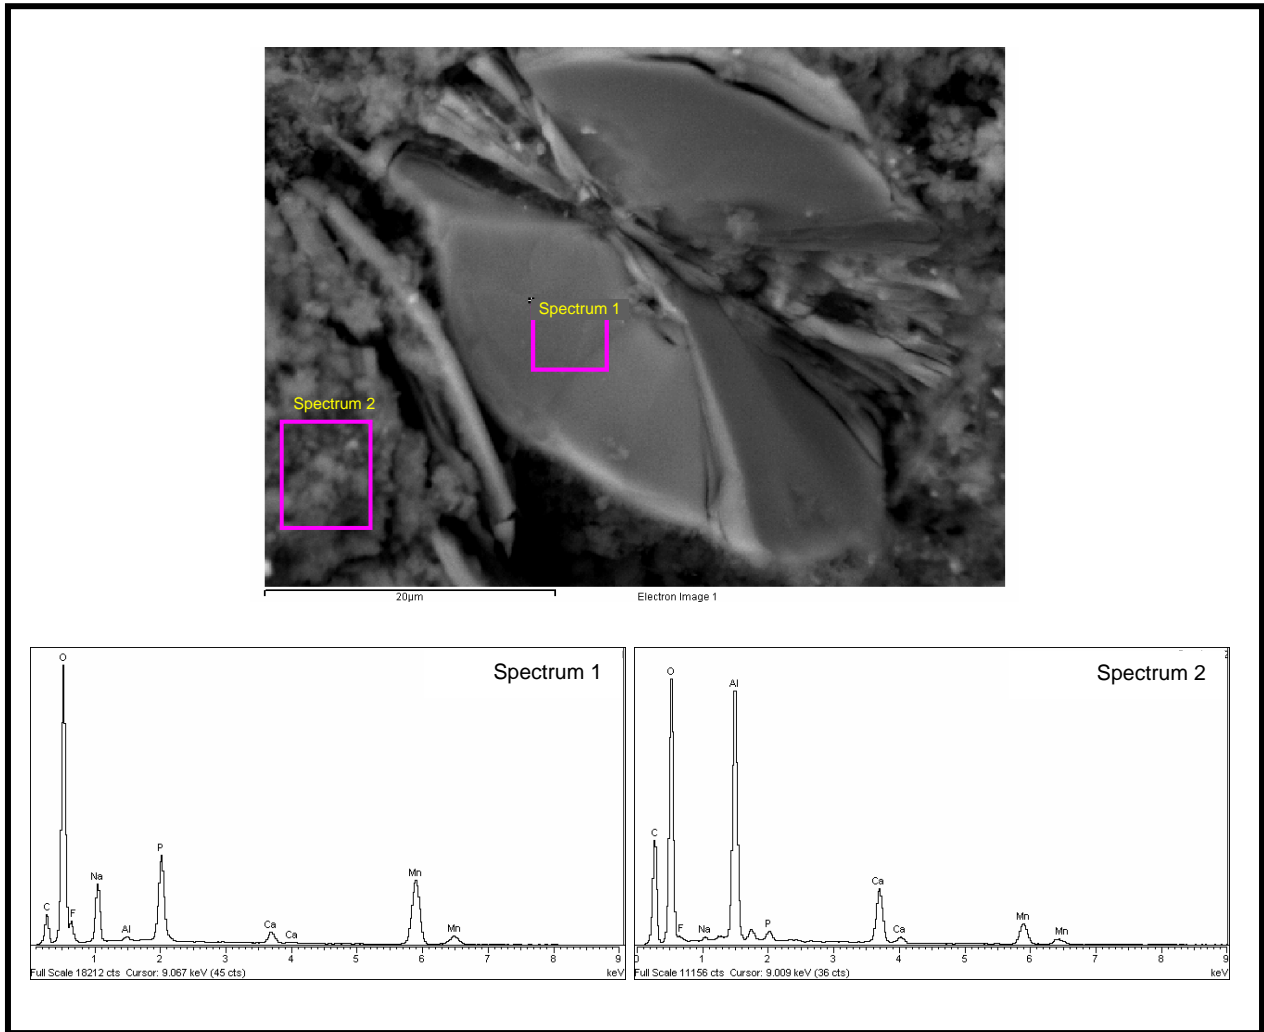 Spectrum 1
Spectrum 2
20µm
Electron Image 1
Spectrum 1
O
P
Na
Mn
C
F
Al
Ca
Ca
Mn
1 2 3 4 5 6 7 8 9
Full Scale 18212 cts Cursor: 9.067 keV (45 cts)
keV
Spectrum 2
O
Al
C
Ca
F
Na
P
Ca
Mn
Mn
0 1 2 3 4 5 6 7 8 9
Full Scale 11156 cts Cursor: 9.009 keV (36 cts)
keV